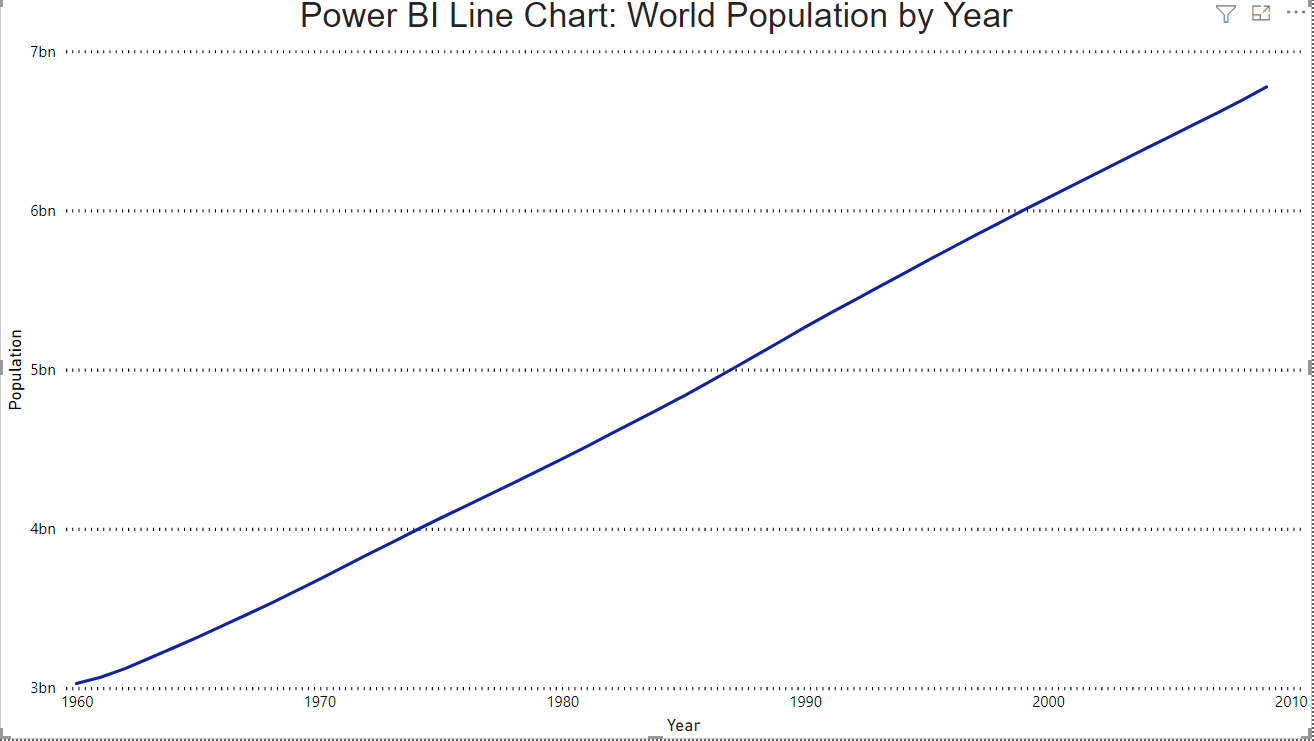 Power BI Line Chart: World Population by Year
7bn
6bn
5bn
4bn
3bn
Population
1960 1970 1980 1990 2000 2010
Year